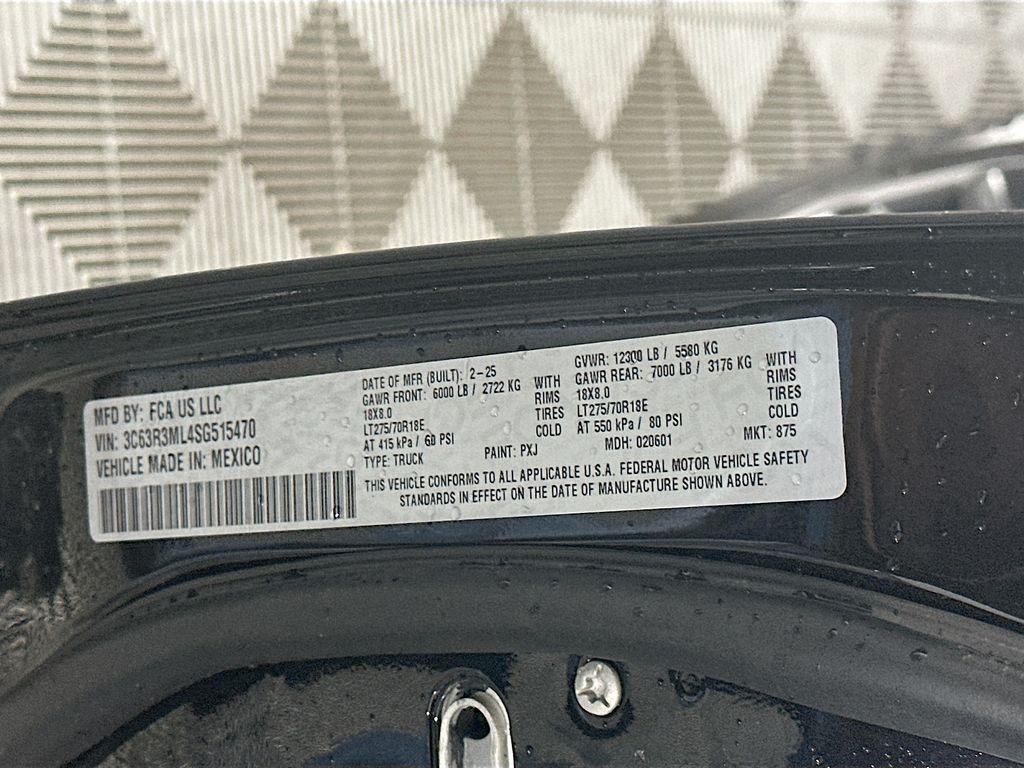 MFD BY: FCA US LLC
VIN: 3C63R3ML4SG515470
VEHICLE MADE IN: MEXICO
DATE OF MFR (BUILT): 2-25
GAWR FRONT: 6000 LB / 2722 KG
18X8.0
LT275/70R18E
AT 415 kPa / 60 PSI
WITH
RIMS
TIRES
COLD
TYPE: TRUCK
PAINT: PXJ
GVWR: 12300 LB / 5580 KG
GAWR REAR: 7000 LB / 3176 KG
18X8.0
LT275/70R18E
AT 550 kPa / 80 PSI
WITH
RIMS
TIRES
COLD
MDH: 020601
MKT: 875
THIS VEHICLE CONFORMS TO ALL APPLICABLE U.S.A. FEDERAL MOTOR VEHICLE SAFETY
STANDARDS IN EFFECT ON THE DATE OF MANUFACTURE SHOWN ABOVE.